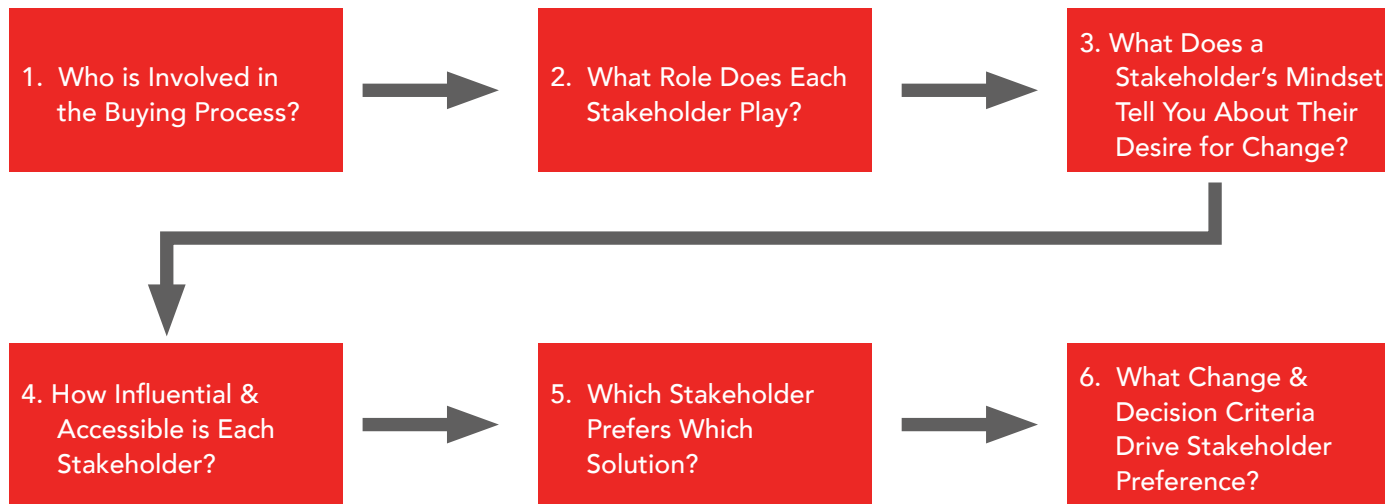 1. Who is Involved in
the Buying Process?
2. What Role Does Each
Stakeholder Play?
3. What Does a
Stakeholder’s Mindset
Tell You About Their
Desire for Change?
4. How Influential &
Accessible is Each
Stakeholder?
5. Which Stakeholder
Prefers Which
Solution?
6. What Change &
Decision Criteria
Drive Stakeholder
Preference?